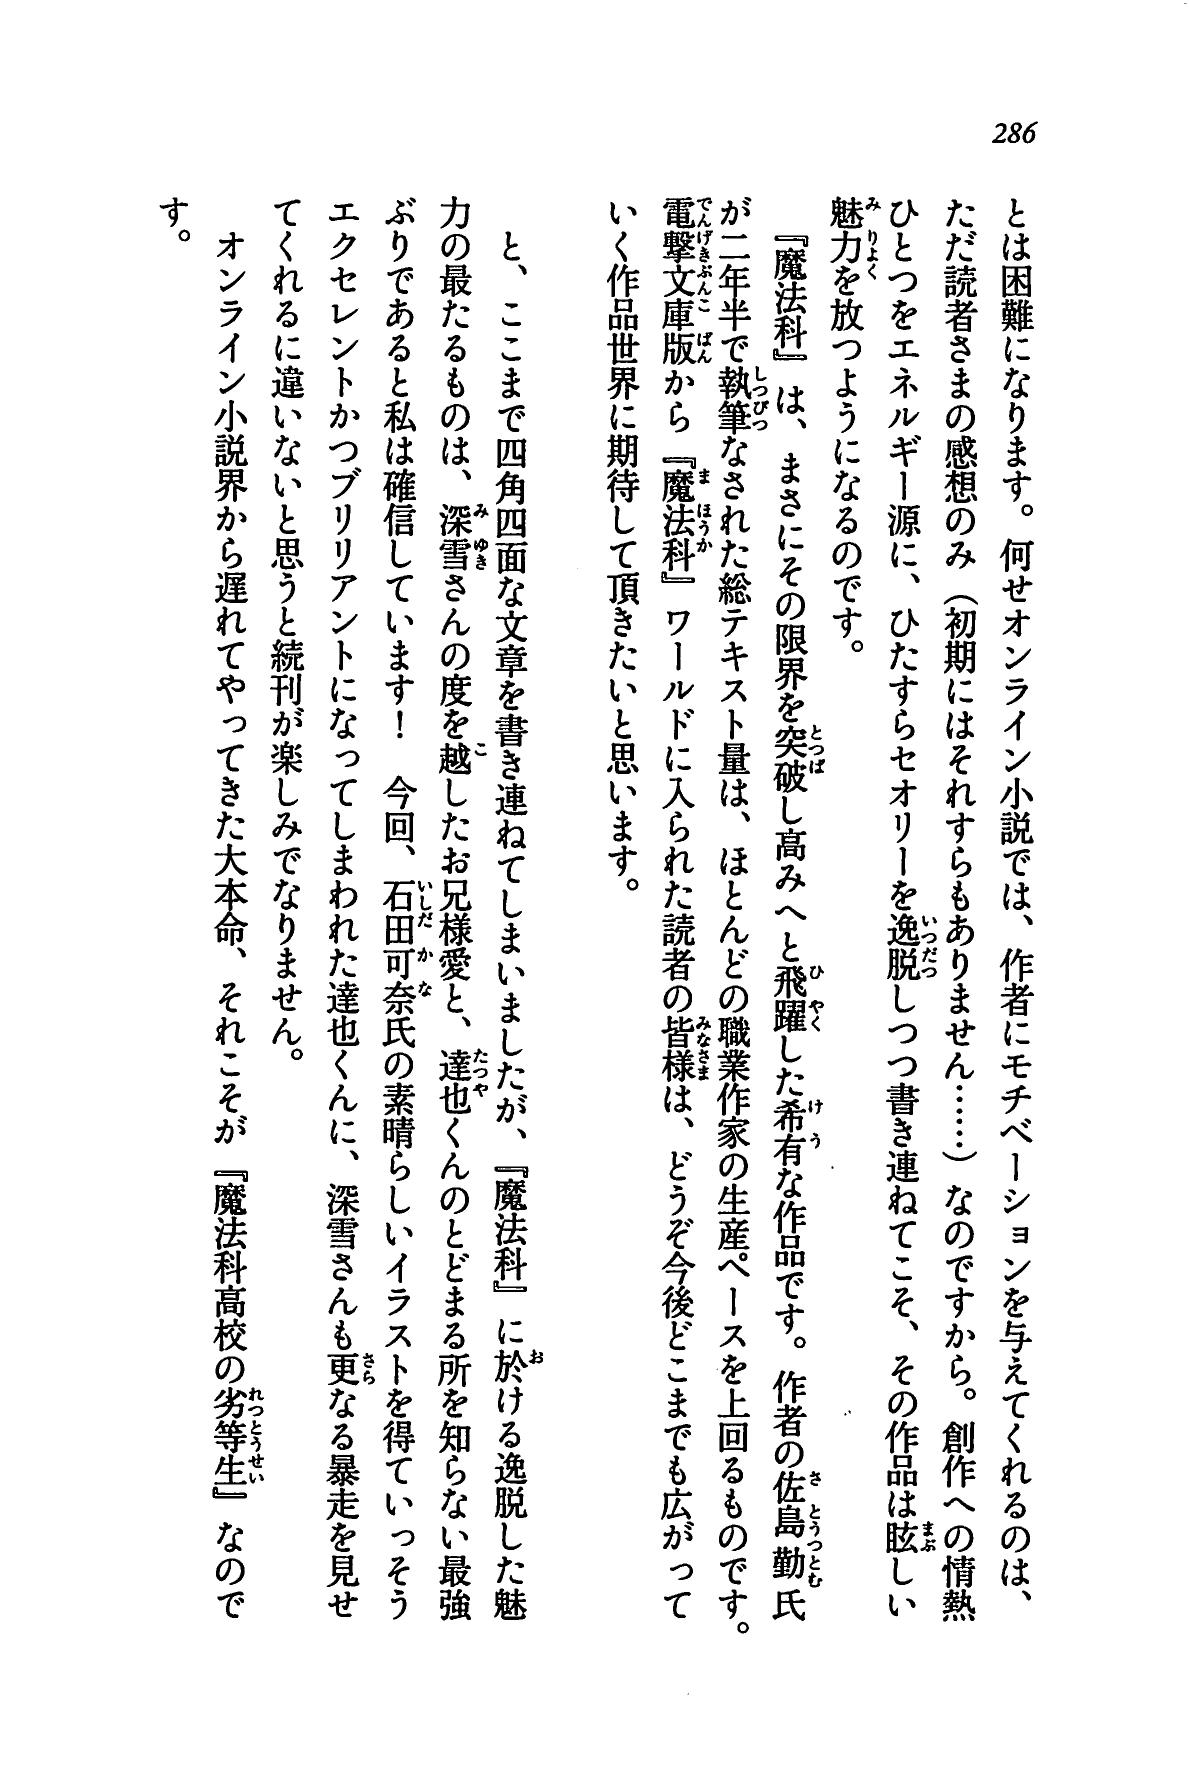 286
とは困難になります。何せオンライン小説では、作者にモチベーションを与えてくれるのは、
ただ読者さまの感想のみ（初期にはそれすらもありません……）なのですから。創作への情熱
ひとつをエネルギー源に、ひたすらセオリーを逸脱しつつ書き連ねてこそ、その作品は眩しい
魅力を放つようになるのです。
『魔法科』は、まさにその限界を突破し高みへと飛躍した希有な作品です。作者の佐島勤氏
が二年半で執筆なされた総テキスト量は、ほとんどの職業作家の生産ペースを上回るものです。
電撃文庫版から『魔法科』ワールドに入られた読者の皆様は、どうぞ今後どこまでも広がって
いく作品世界に期待して頂きたいと思います。
と、ここまで四角四面な文章を書き連ねてしまいましたが、『魔法科』に於ける逸脱した魅
力の最たるものは、深雪さんの度を越したお兄様愛と、達也くんのとどまる所を知らない最強
ぶりであると私は確信しています！　今回、石田可奈氏の素晴らしいイラストを得ていっそう
エクセレントかつブリリアントになってしまわれた達也くんに、深雪さんも更なる暴走を見せ
てくれるに違いないと思うと続刊が楽しみでなりません。
オンライン小説界から遅れてやってきた大本命、それこそが『魔法科高校の劣等生』なので
す。